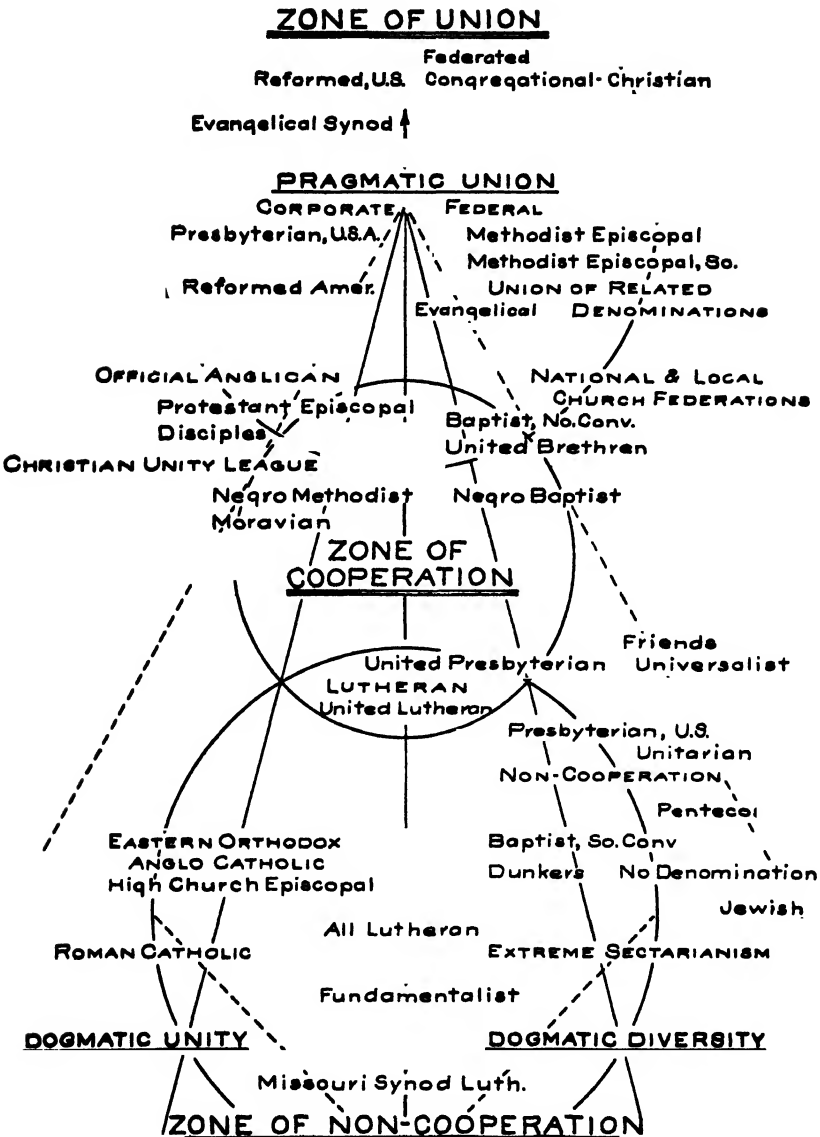 ZONE OF UNION
Federated
Reformed, U.S. Congregational-Christian
Evangelical Synod
PRAGMATIC UNION
CORPORATE FEDERAL
Presbyterian, U.S.A. Methodist Episcopal
Methodist Episcopal, So.
Reformed Amer. UNION OF RELATED
Evangelical DENOMINATIONS
OFFICIAL ANGLICAN NATIONAL & LOCAL
CHURCH FEDERATIONS
Protestant Episcopal Baptist, No. Conv.
Disciples United Brethren
CHRISTIAN UNITY LEAGUE
Negro Methodist Negro Baptist
Moravian
ZONE OF
COOPERATION
Friends
United Presbyterian Universalist
LUTHERAN
United Lutheran
Presbyterian, U.S.
Unitarian
NON-COOPERATION
Pentecol
EASTERN ORTHODOX Baptist, So. Conv
ANGLO CATHOLIC
High Church Episcopal Dunkers No Denomination
Jewish
All Lutheran
ROMAN CATHOLIC EXTREME SECTARIANISM
Fundamentalist
DOGMATIC UNITY DOGMATIC DIVERSITY
Missouri Synod Luth.
ZONE OF NON-COOPERATION